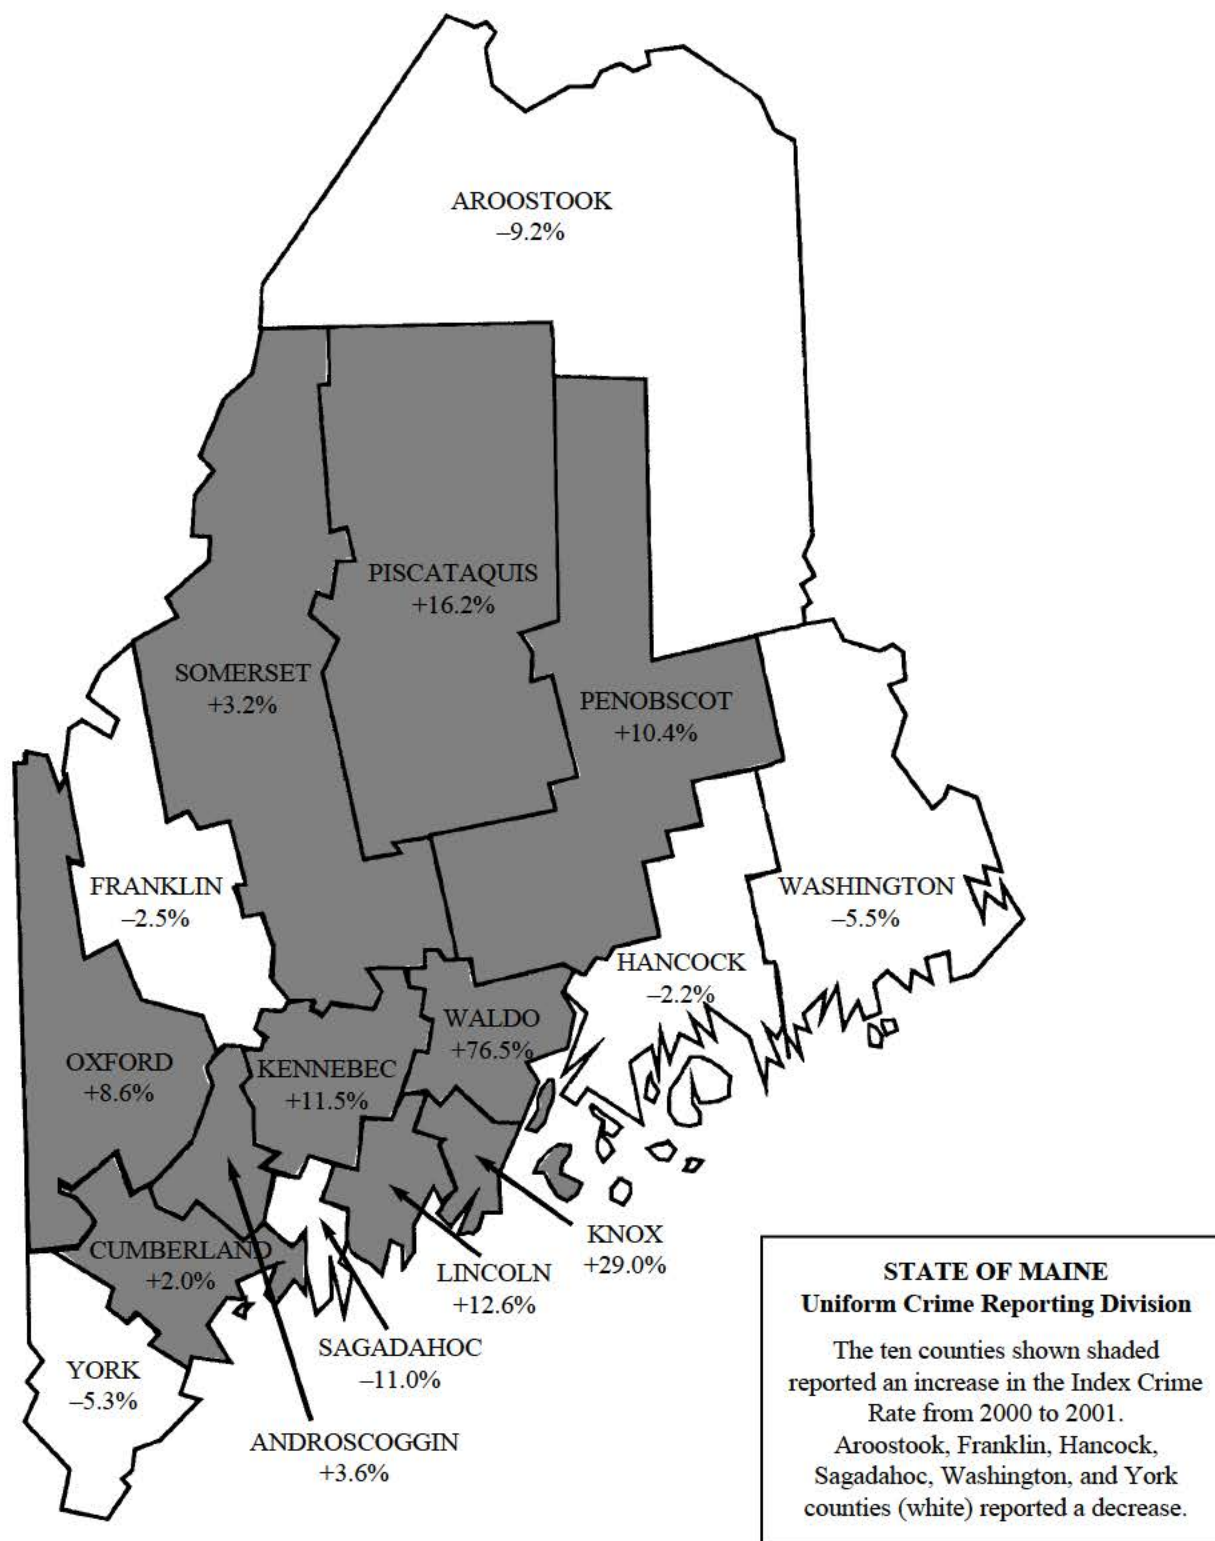 AROOSTOOK
–9.2%
PISCATAQUIS
+16.2%
SOMERSET
+3.2%
PENOBSCOT
+10.4%
FRANKLIN
–2.5%
WASHINGTON
–5.5%
HANCOCK
–2.2%
WALDO
+76.5%
OXFORD
+8.6%
KENNEBEC
+11.5%
KNOX
+29.0%
CUMBERLAND
+2.0%
LINCOLN
+12.6%
SAGADAHOC
–11.0%
YORK
–5.3%
ANDROSCOGGIN
+3.6%
STATE OF MAINE
Uniform Crime Reporting Division
The ten counties shown shaded
reported an increase in the Index Crime
Rate from 2000 to 2001.
Aroostook, Franklin, Hancock,
Sagadahoc, Washington, and York
counties (white) reported a decrease.